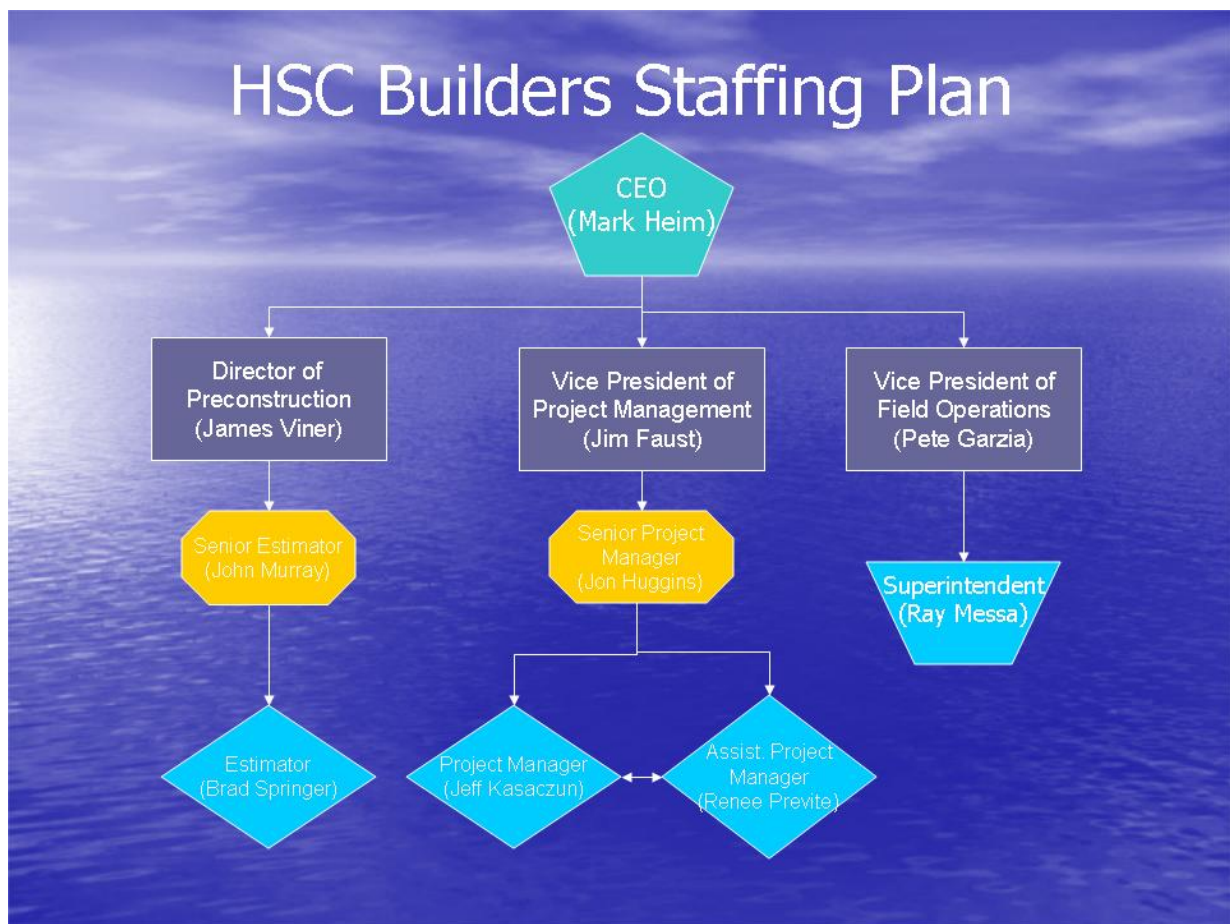 HSC Builders Staffing Plan
CEO
(Mark Heim)
Director of
Preconstruction
(James Viner)
Vice President of
Project Management
(Jim Faust)
Vice President of
Field Operations
(Pete Garzia)
Senior Estimator
(John Murray)
Senior Project
Manager
(Jon Huggins)
Superintendent
(Ray Messa)
Estimator
(Brad Springer)
Project Manager
(Jeff Kasaczun)
Assist. Project
Manager
(Renee Previte)